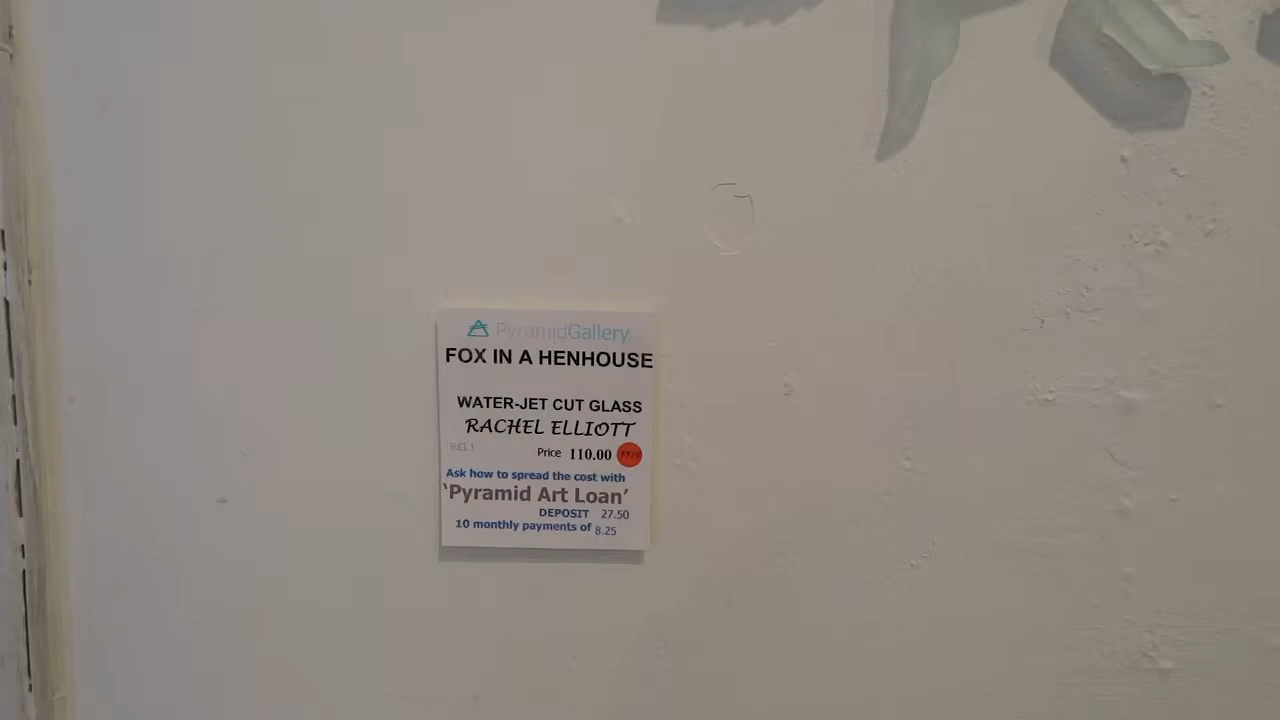 PyramidGallery
FOX IN A HENHOUSE
WATER-JET CUT GLASS
RACHEL ELLIOTT
REL1
Price 110.00
Ask how to spread the cost with
'Pyramid Art Loan'
DEPOSIT 27.50
10 monthly payments of 8.25